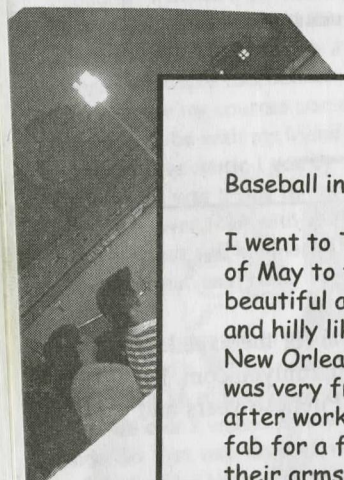 Baseball in
I went to
of May to
beautiful a
and hilly lik
New Orlea
was very fr
after work
fab for a f
their arms